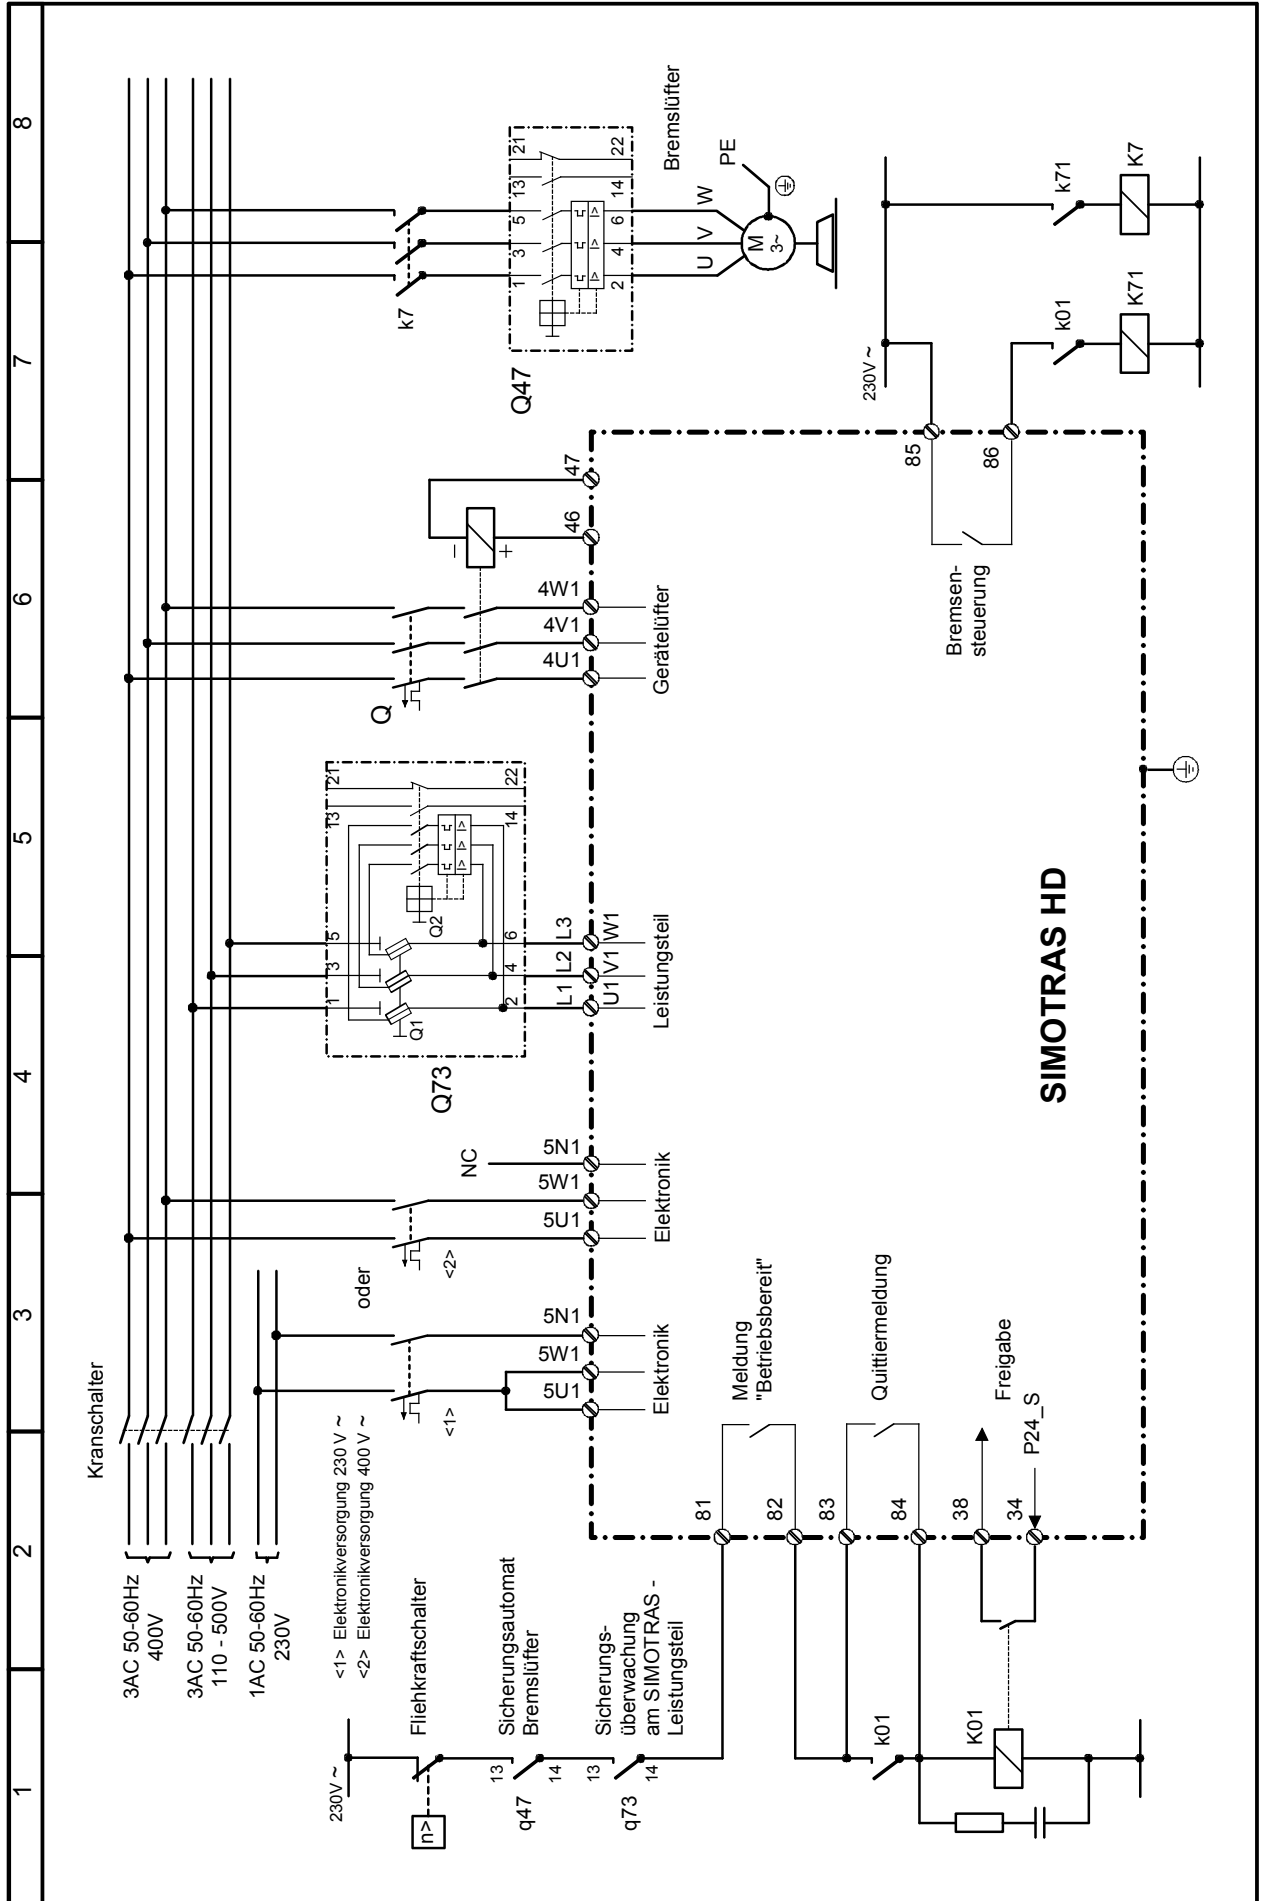 1
2
3
4
5
6
7
8
Kranschalter
3AC 50-60Hz
400V
3AC 50-60Hz
110 - 500V
1AC 50-60Hz
230V
<1> Elektronikversorgung 230 V ~
<2> Elektronikversorgung 400 V ~
230V ~
Fliehkraftschalter
n>
13
14
q47
Sicherungsautomat
Bremslüfter
13
14
q73
Sicherungs-
überwachung
am SIMOTRAS -
Leistungsteil
<1>
oder
<2>
5U1
5W1
5N1
Elektronik
5U1
5W1
5N1
NC
Elektronik
Q73
1
3
5
13
21
Q1
Q2
I>
I>
I>
2
4
6
14
22
L1
L2
L3
U1
V1
W1
Leistungsteil
Q
4U1
4V1
4W1
Gerätelüfter
−
+
46
47
k7
Q47
1
3
5
13
21
I>
I>
I>
2
4
6
14
22
U
V
W
M
3~
PE
Bremslüfter
81
82
83
84
38
34
Meldung
"Betriebsbereit"
Quittiermeldung
Freigabe
P24_S
k01
K01
SIMOTRAS HD
Bremsen-
steuerung
85
86
230V ~
k01
K71
k71
K7